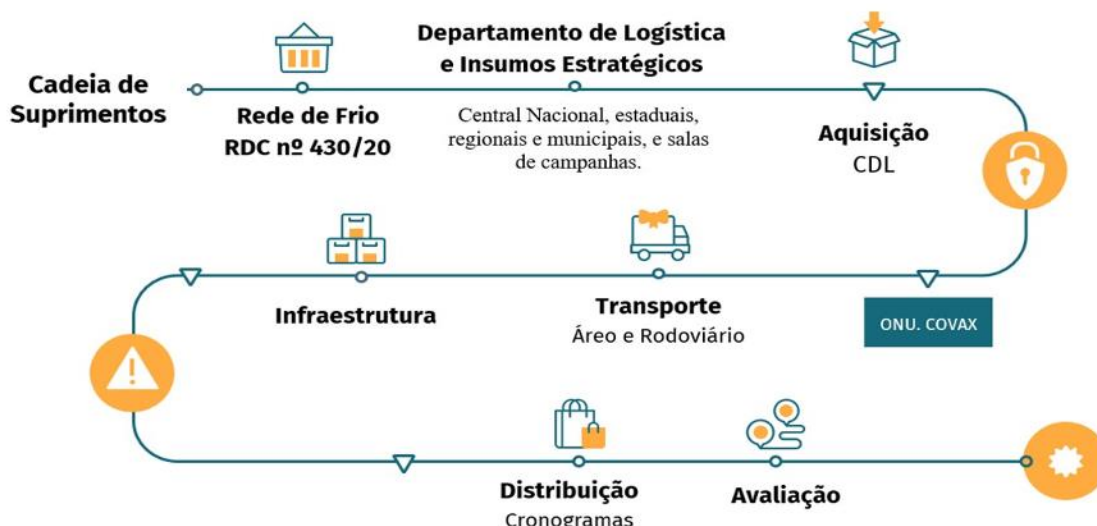 Cadeia de
Suprimentos
Rede de Frio
RDC nº 430/20
Departamento de Logística
e Insumos Estratégicos
Central Nacional, estaduais,
regionais e municipais, e salas
de campanhas.
Aquisição
CDL
ONU. COVAX
Transporte
Áreo e Rodoviário
Infraestrutura
Distribuição
Cronogramas
Avaliação